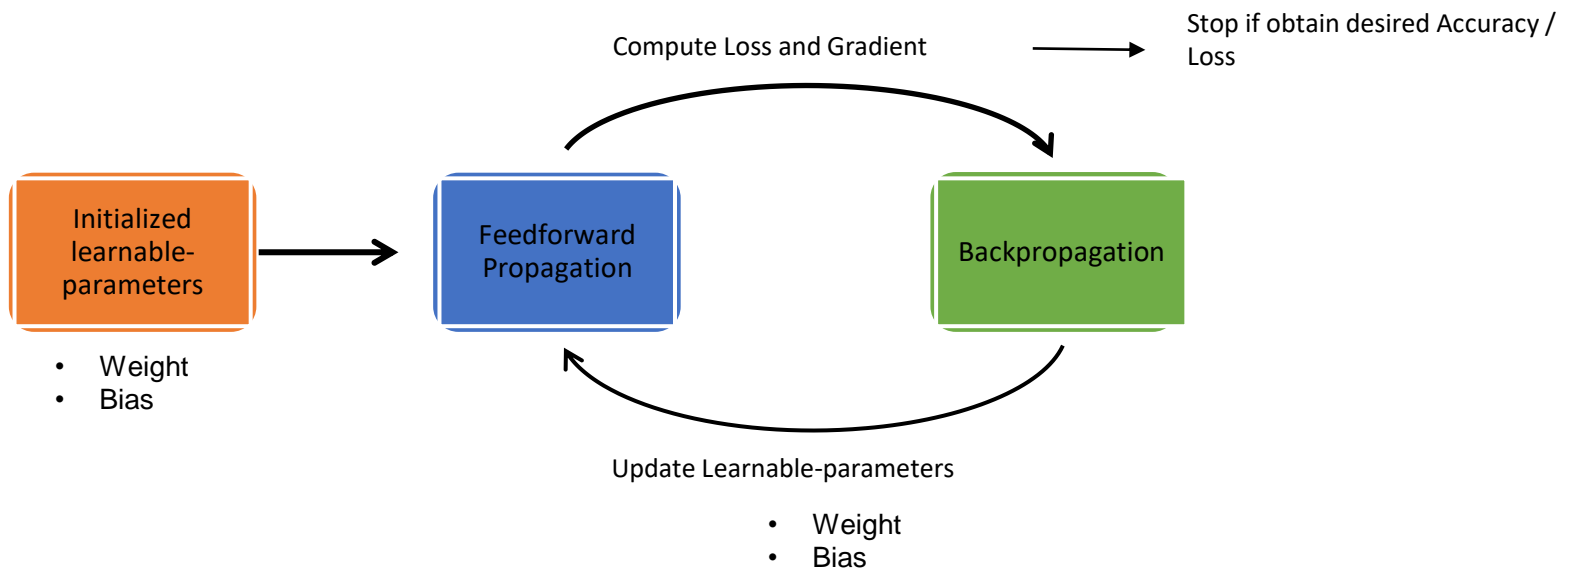 Compute Loss and Gradient
Stop if obtain desired Accuracy /
Loss
Initialized
learnable-
parameters
Feedforward
Propagation
Backpropagation
• Weight
• Bias
Update Learnable-parameters
• Weight
• Bias